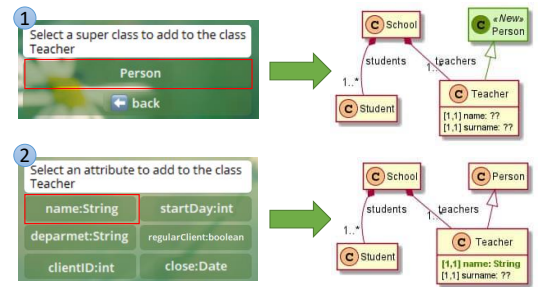 1
Select a super class to add to the class
Teacher
Person
back
C School
«New»
C Person
students
teachers
1..*
1..*
C Student
C Teacher
[1,1] name: ??
[1,1] surname: ??
2
Select an attribute to add to the class
Teacher
name:String
startDay:int
deparmet:String
regularClient:boolean
clientID:int
close:Date
C School
C Person
students
teachers
1..*
1..*
C Student
C Teacher
[1,1] name: String
[1,1] surname: ??